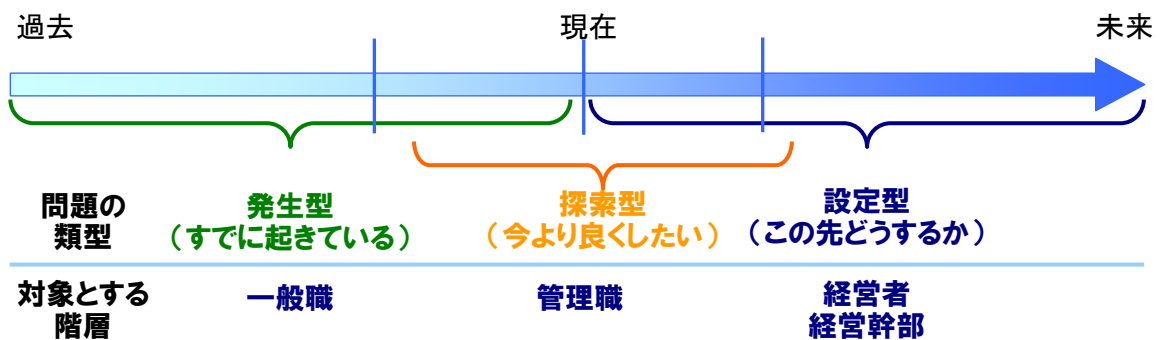 過去 現在 未来
問題の 発生型 探索型 設定型
類型 (すでに起きている) (今より良くしたい) (この先どうするか)
対象とする 一般職 管理職 経営者
階層 経営幹部